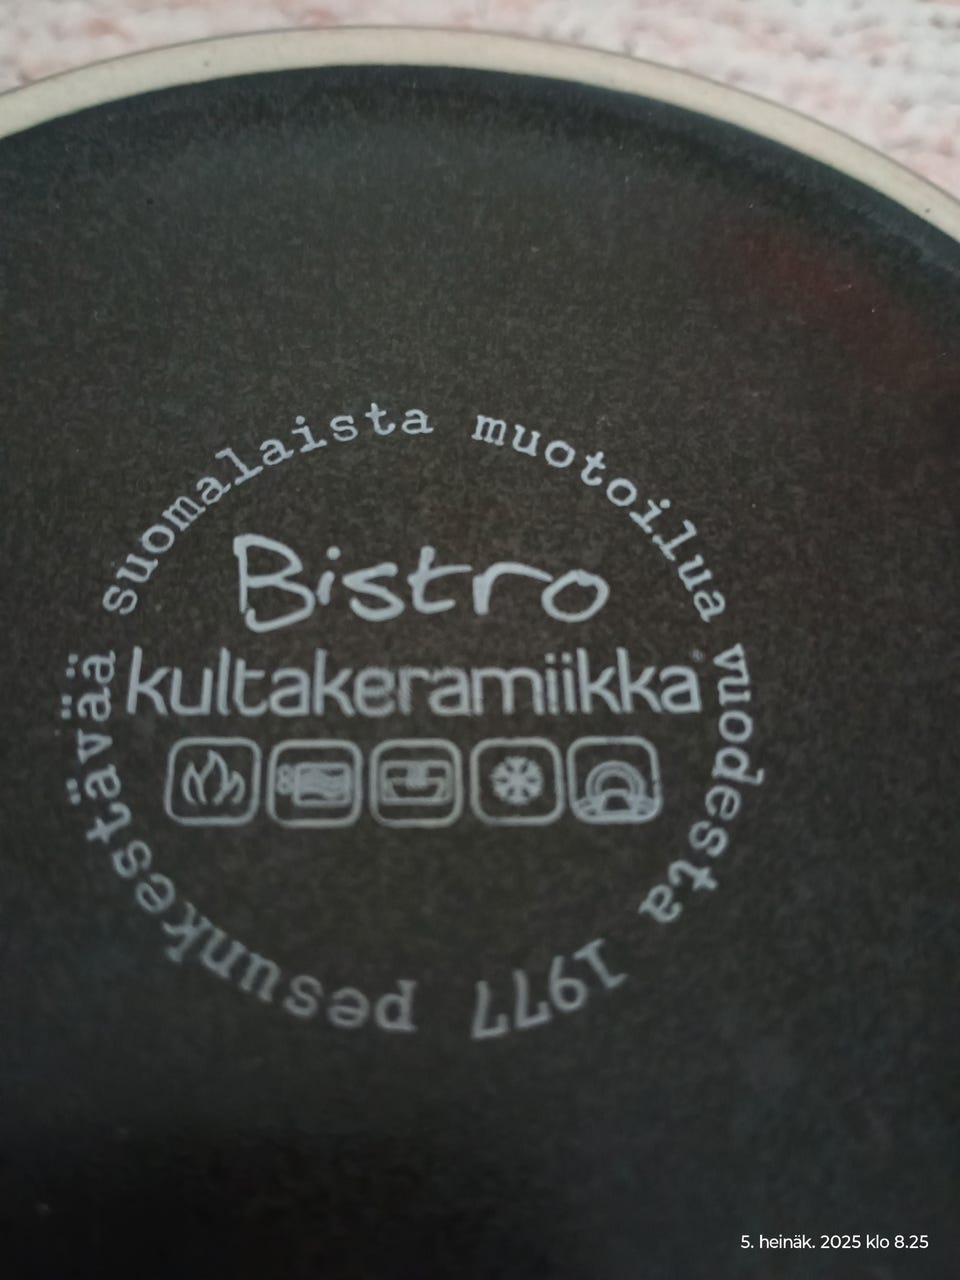 suomalaista muotoilua vuodesta 1977 pesunkestävää
Bistro
kultakeramiikka
5. heinäk. 2025 klo 8.25